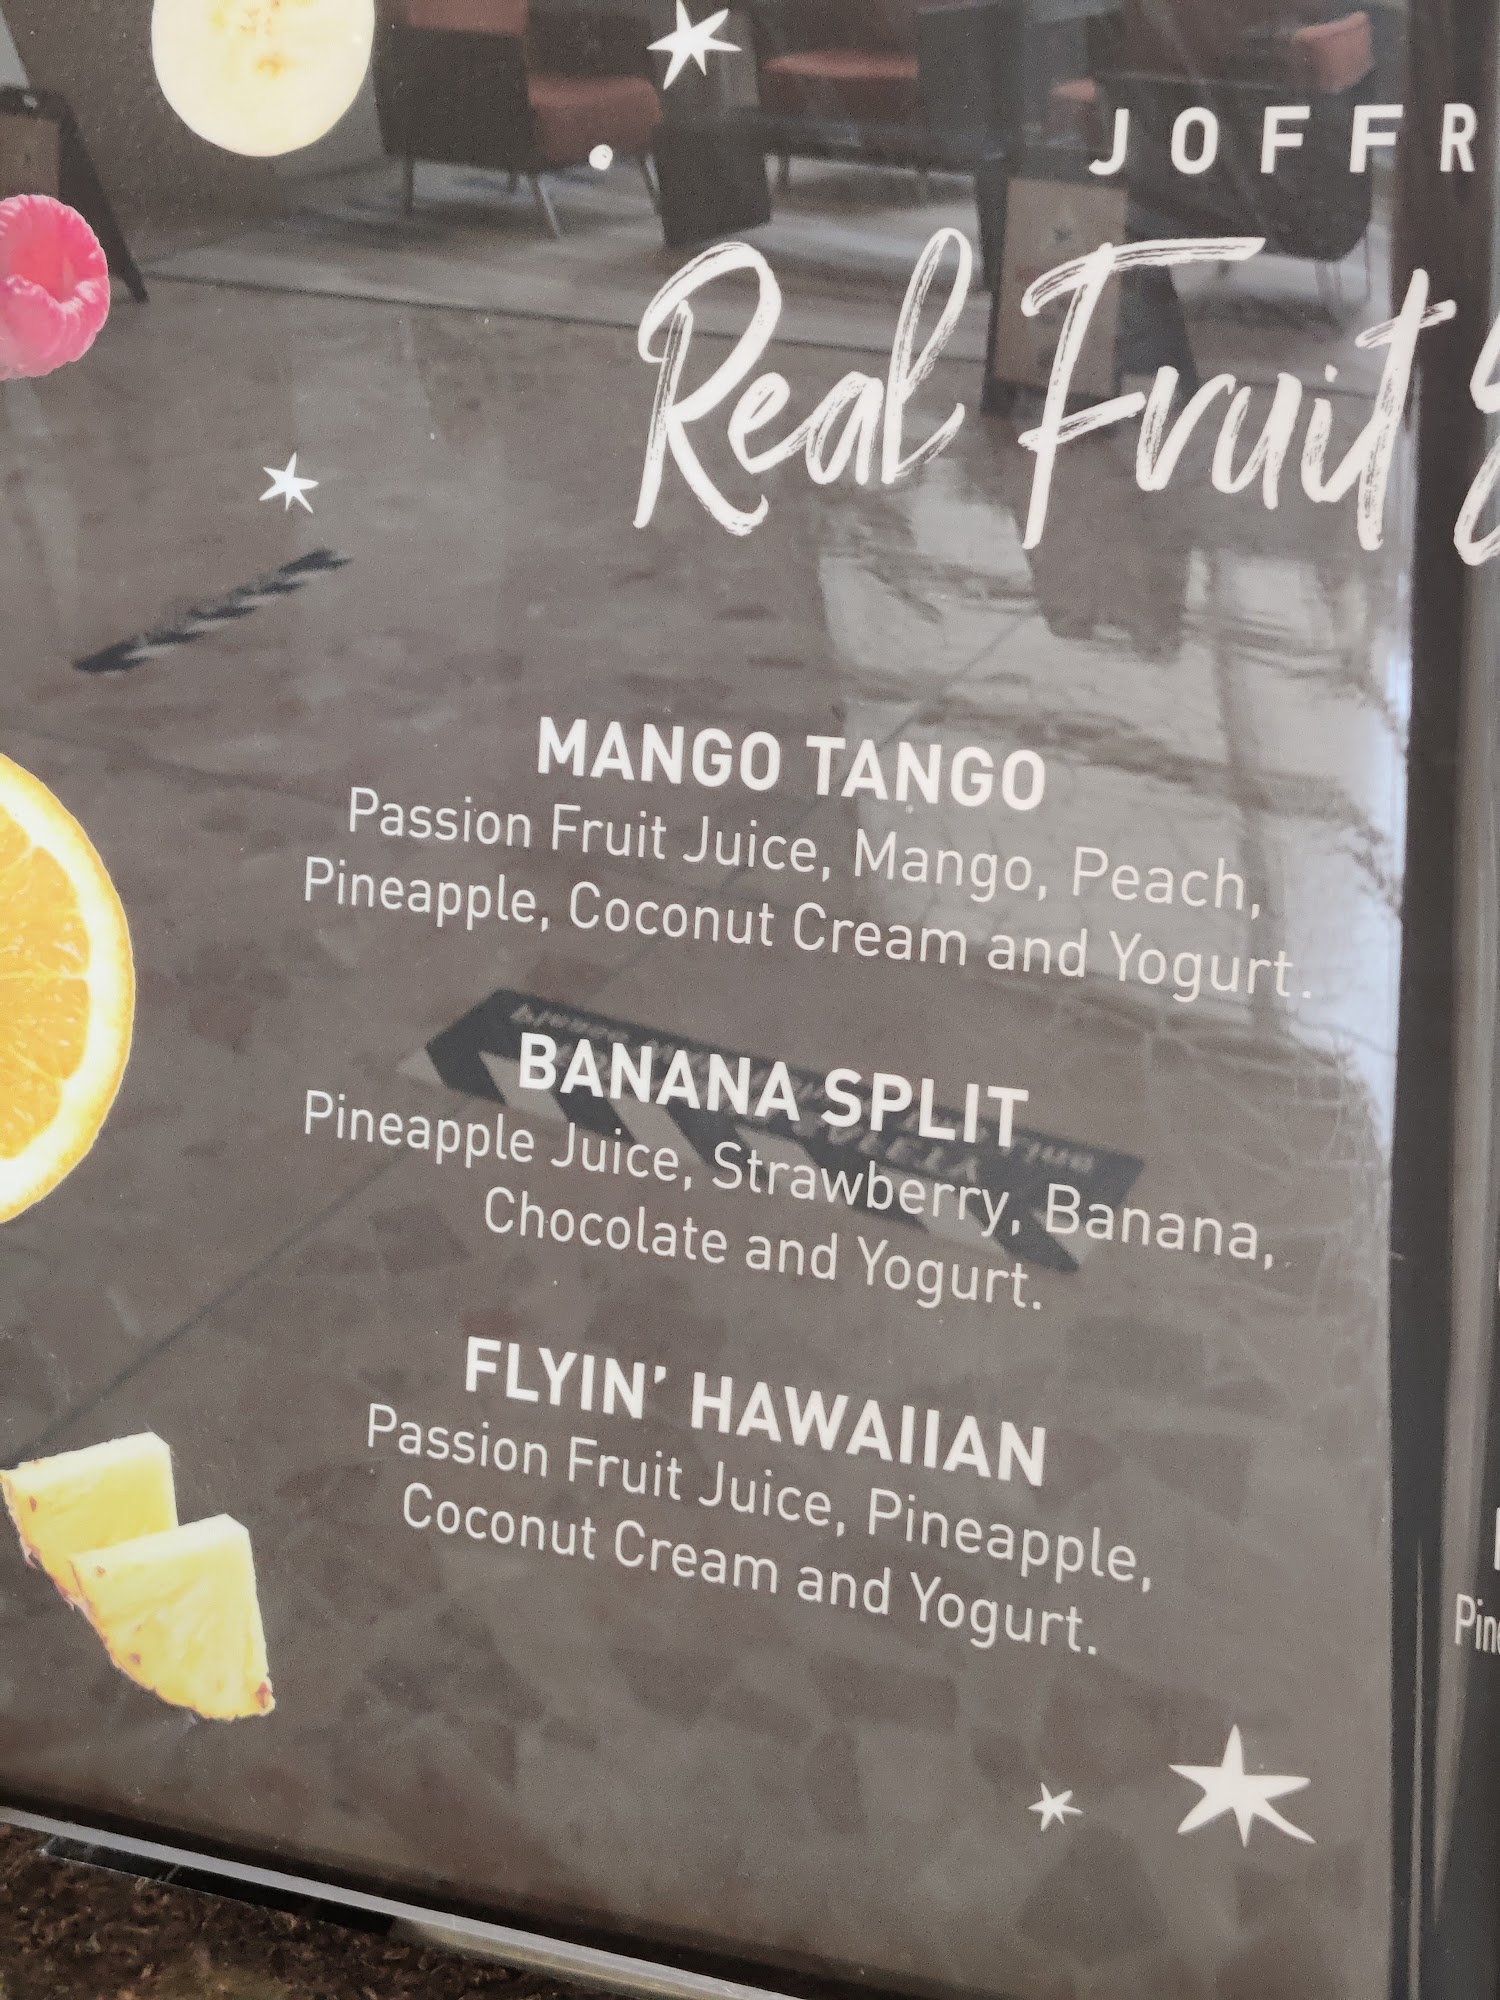 JOFFR
Real Fruit
MANGO TANGO
Passion Fruit Juice, Mango, Peach,
Pineapple, Coconut Cream and Yogurt.
BANANA SPLIT
Pineapple Juice, Strawberry, Banana,
Chocolate and Yogurt.
FLYIN' HAWAIIAN
Passion Fruit Juice, Pineapple,
Coconut Cream and Yogurt.
Pin